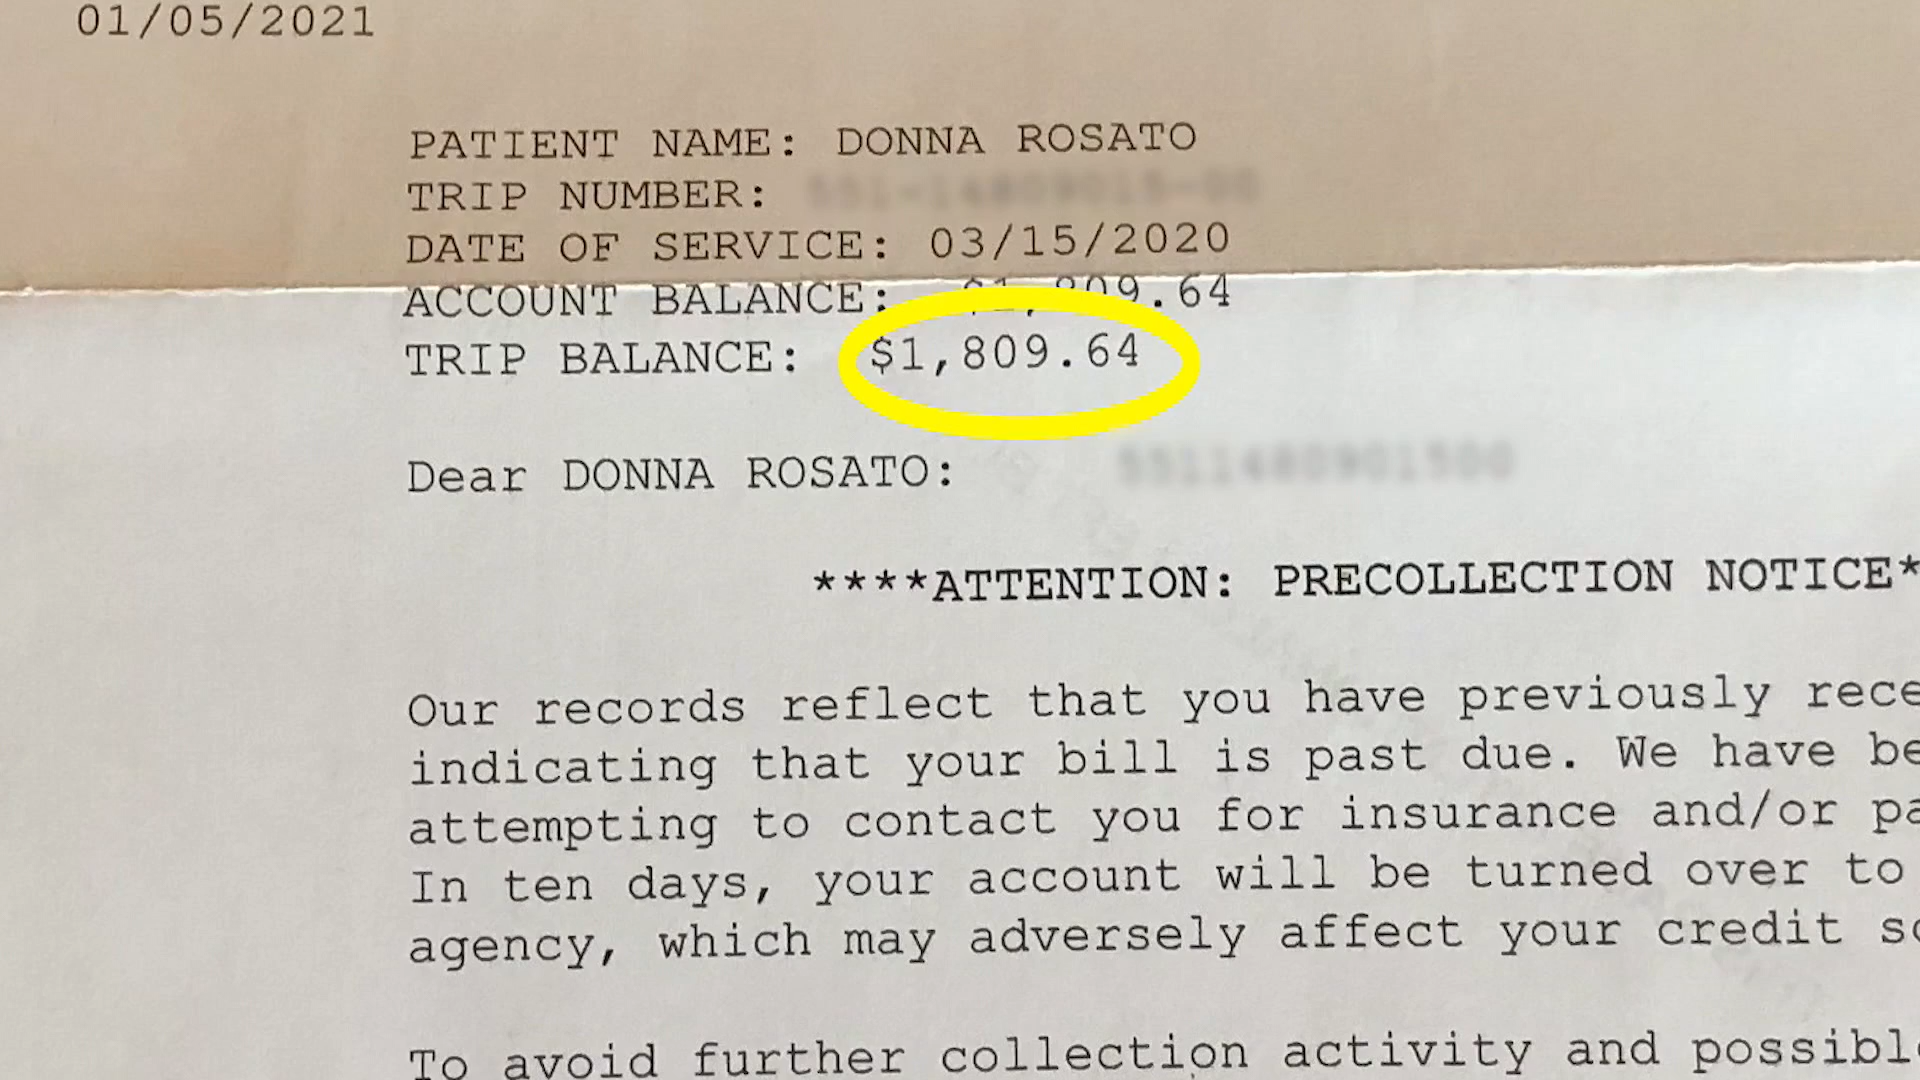 01/05/2021
PATIENT NAME: DONNA ROSATO
TRIP NUMBER:
DATE OF SERVICE: 03/15/2020
ACCOUNT BALANCE: $1,809.64
TRIP BALANCE: $1,809.64
Dear DONNA ROSATO:
****ATTENTION: PRECOLLECTION NOTICE*
Our records reflect that you have previously rece
indicating that your bill is past due. We have be
attempting to contact you for insurance and/or pa
In ten days, your account will be turned over to
agency, which may adversely affect your credit sc
To avoid further collection activity and possibl